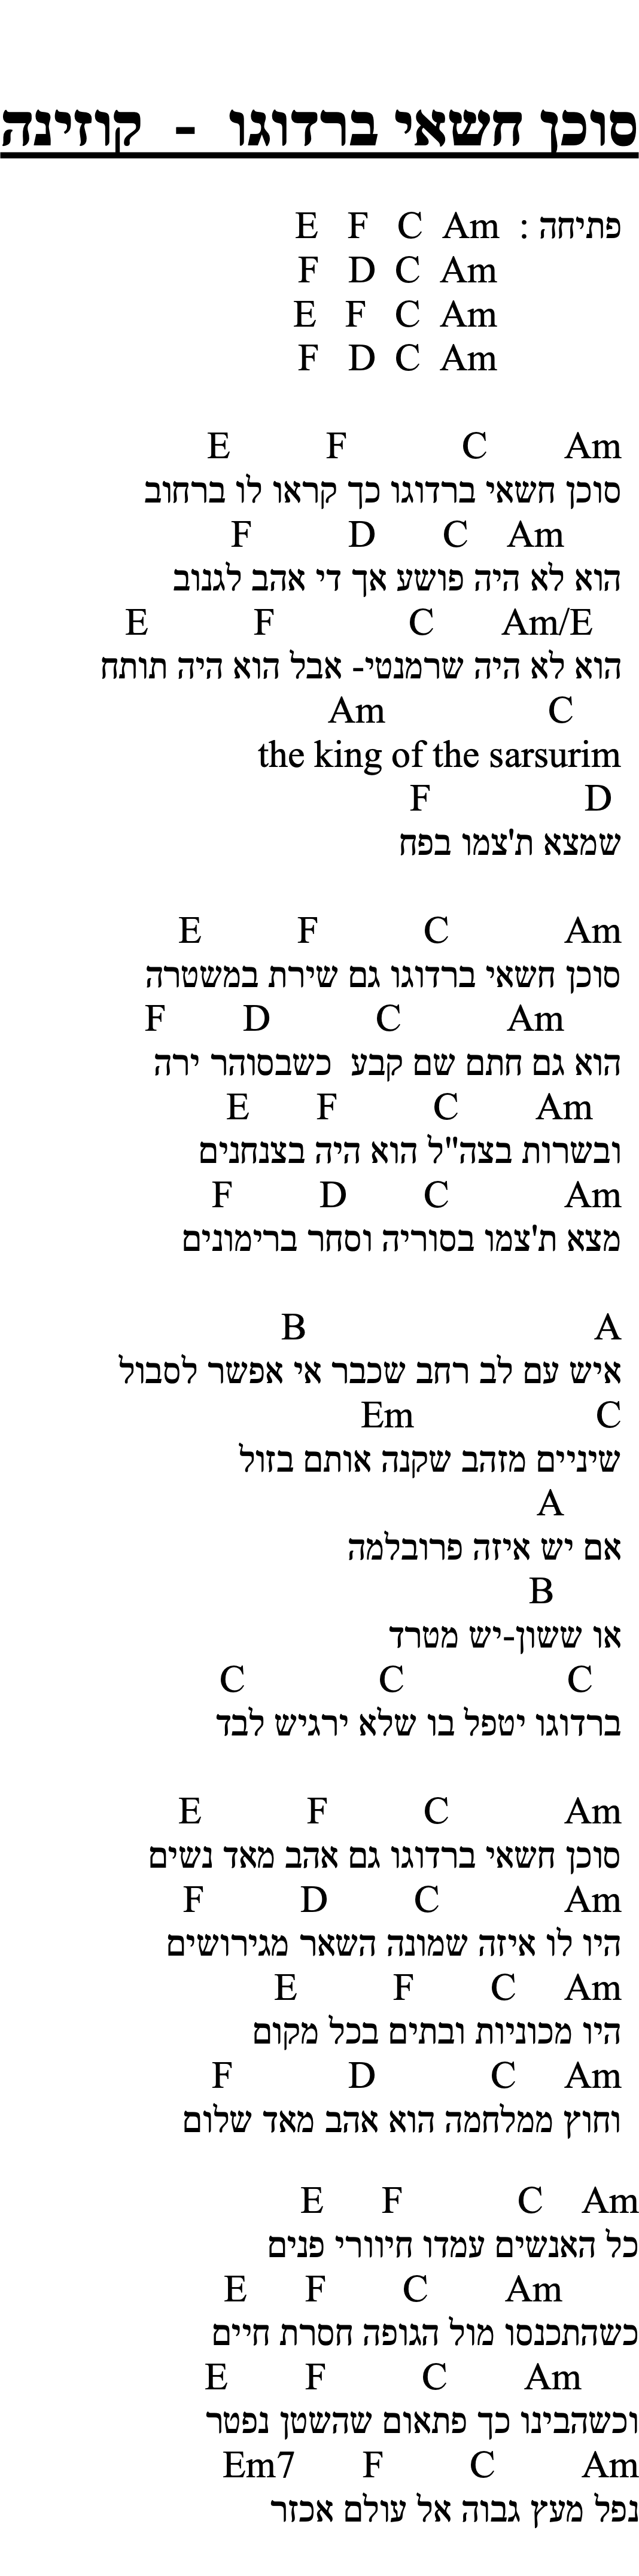 סוכן חשאי ברדוגו - קוזינה
פתיחה : Am C F E
Am C D F
Am C F E
Am C D F
Am C F E
סוכן חשאי ברדוגו כך קראו לו ברחוב
Am C D F
הוא לא היה פושע אך די אהב לגנוב
Am/E C F E
הוא לא היה שרמנטי- אבל הוא היה תותח
C Am
the king of the sarsurim
D F
שמצא ת'צמו בפח
Am C F E
סוכן חשאי ברדוגו גם שירת במשטרה
Am C D F
הוא גם חתם שם קבע כשבסוהר ירה
Am C F E
ובשרות בצה"ל הוא היה בצנחנים
Am C D F
מצא ת'צמו בסוריה וסחר ברימונים
A B
איש עם לב רחב שכבר אי אפשר לסבול
C Em
שיניים מזהב שקנה אותם בזול
A
אם יש איזה פרובלמה
B
או ששון-יש מטרד
C C C
ברדוגו יטפל בו שלא ירגיש לבד
Am C F E
סוכן חשאי ברדוגו גם אהב מאד נשים
Am C D F
היו לו איזה שמונה השאר מגירושים
Am C F E
היו מכוניות ובתים בכל מקום
Am C D F
וחוץ ממלחמה הוא אהב מאד שלום
Am C F E
כל האנשים עמדו חיוורי פנים
Am C F E
כשהתכנסו מול הגופה חסרת חיים
Am C F E
וכשהבינו כך פתאום שהשטן נפטר
Am C F Em7
נפל מעץ גבוה אל עולם אכזר